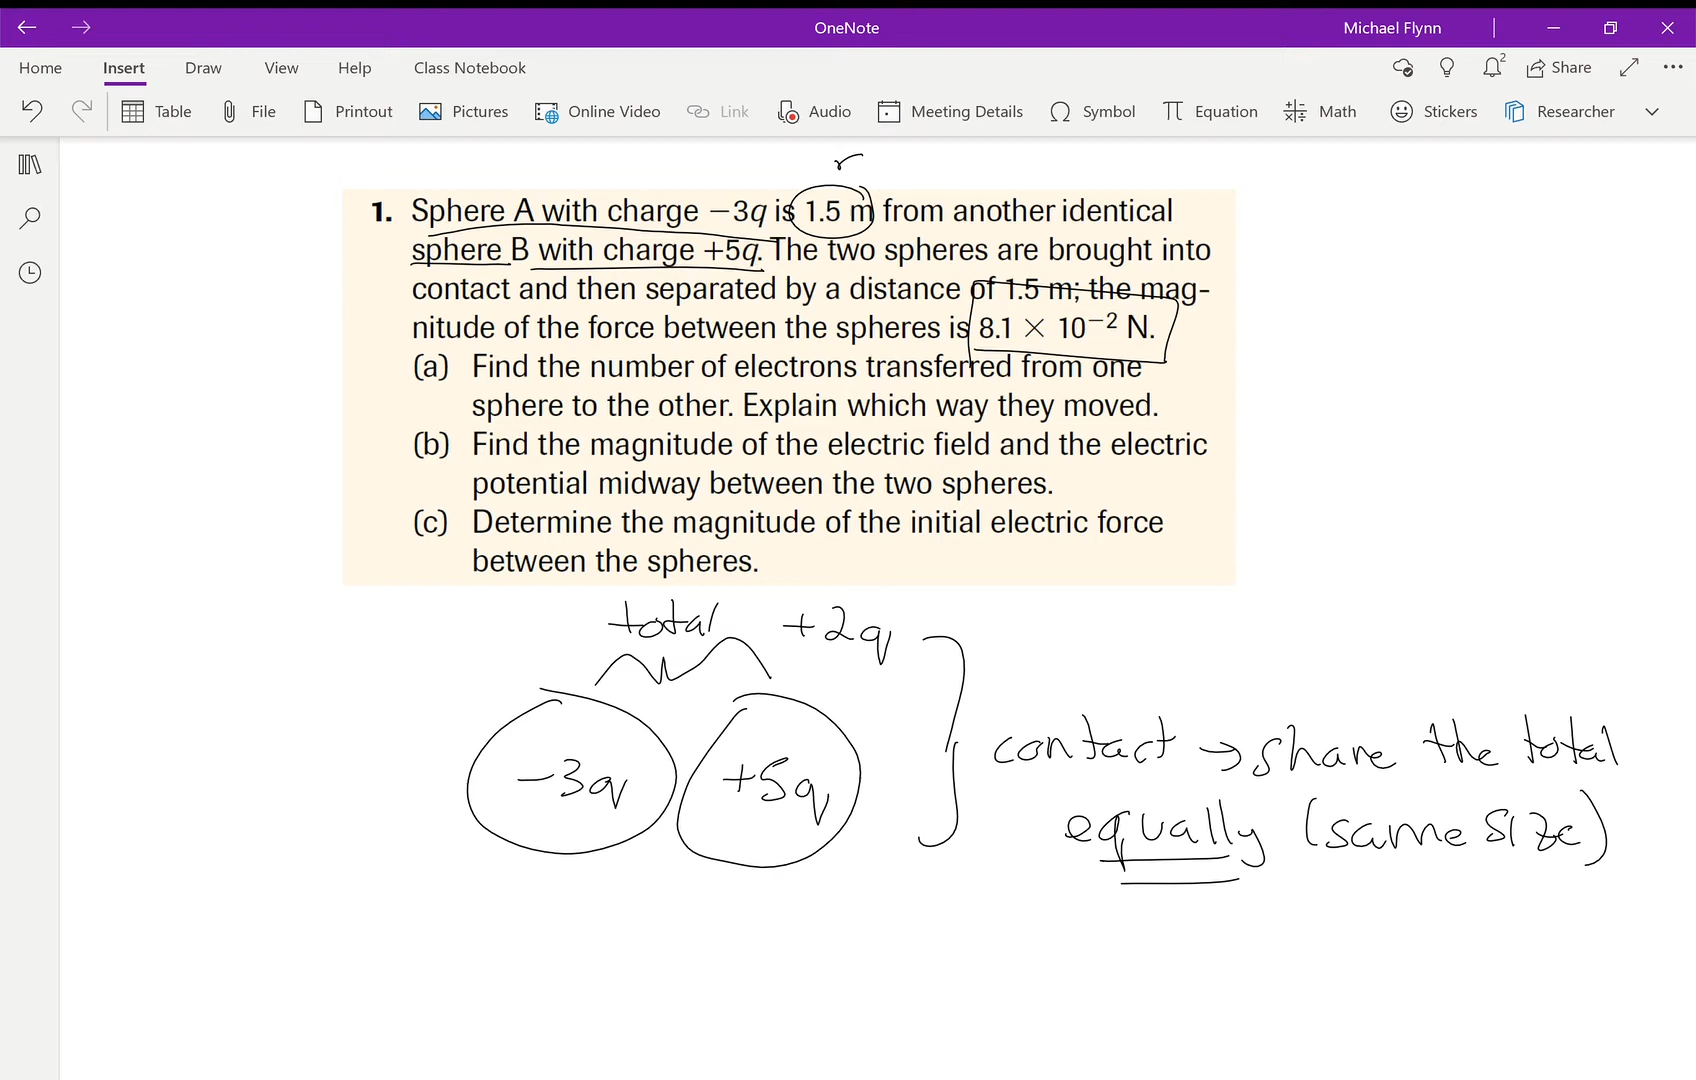 OneNote
Michael Flynn
Home Insert Draw View Help Class Notebook
2 Share
Table File Printout Pictures Online Video Link Audio Meeting Details Symbol Equation Math Stickers Researcher
r
1. Sphere A with charge −3q is 1.5 m from another identical
sphere B with charge +5q. The two spheres are brought into
contact and then separated by a distance of 1.5 m; the mag-
nitude of the force between the spheres is 8.1 × 10⁻² N.
(a) Find the number of electrons transferred from one
sphere to the other. Explain which way they moved.
(b) Find the magnitude of the electric field and the electric
potential midway between the two spheres.
(c) Determine the magnitude of the initial electric force
between the spheres.
total +2q
−3q +5q
contact → share the total
equally (same size)